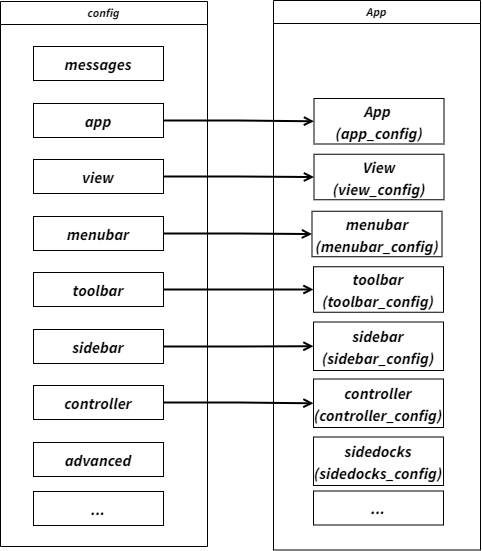 config
App
messages
app
App
(app_config)
view
View
(view_config)
menubar
menubar
(menubar_config)
toolbar
toolbar
(toolbar_config)
sidebar
sidebar
(sidebar_config)
controller
controller
(controller_config)
advanced
sidedocks
(sidedocks_config)
...
...